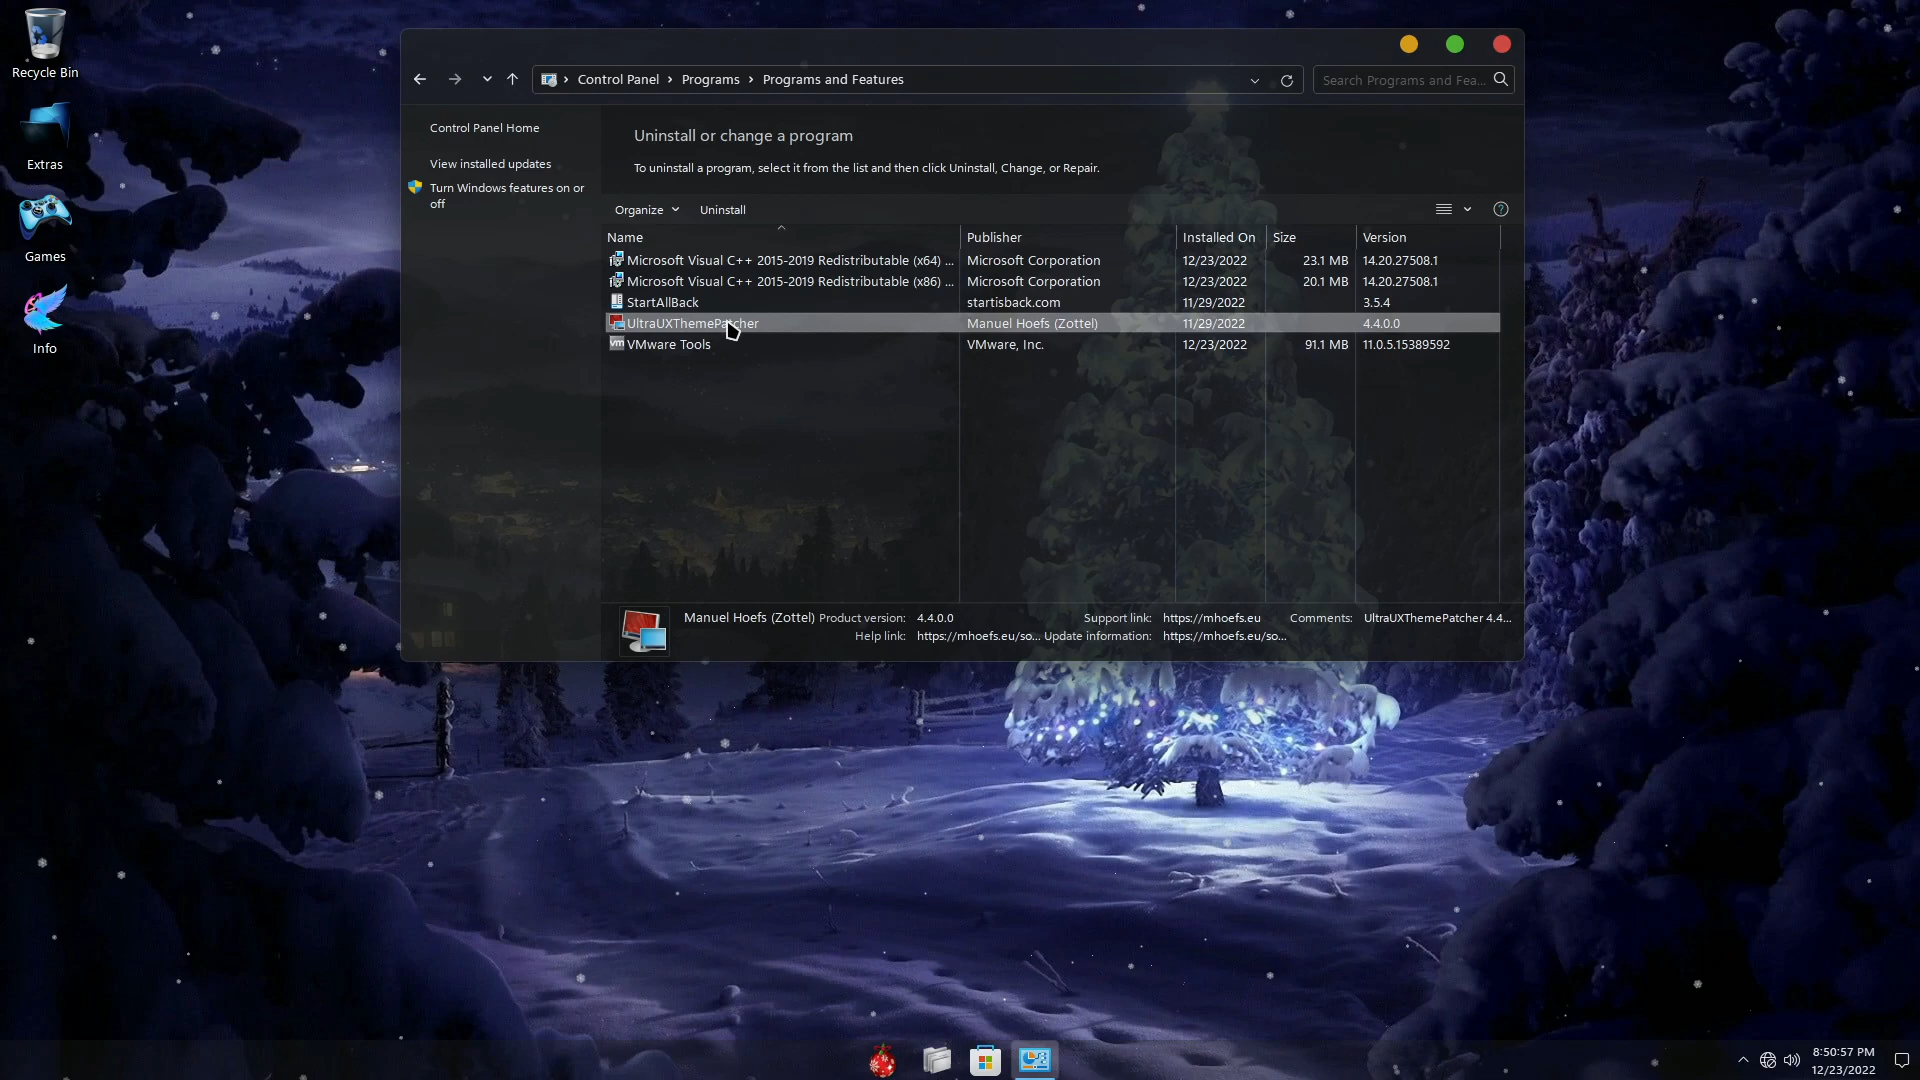 Recycle Bin
Extras
Games
Info
Control Panel
Programs
Programs and Features
Search Programs and Fea...
Control Panel Home
View installed updates
Turn Windows features on or
off
Uninstall or change a program
To uninstall a program, select it from the list and then click Uninstall, Change, or Repair.
Organize
Uninstall
Name Publisher Installed On Size Version
Microsoft Visual C++ 2015-2019 Redistributable (x64) ... Microsoft Corporation 12/23/2022 23.1 MB 14.20.27508.1
Microsoft Visual C++ 2015-2019 Redistributable (x86) ... Microsoft Corporation 12/23/2022 20.1 MB 14.20.27508.1
StartAllBack startisback.com 11/29/2022 3.5.4
UltraUXThemePatcher Manuel Hoefs (Zottel) 11/29/2022 4.4.0.0
vm VMware Tools VMware, Inc. 12/23/2022 91.1 MB 11.0.5.15389592
Manuel Hoefs (Zottel) Product version: 4.4.0.0 Support link: https://mhoefs.eu Comments: UltraUXThemePatcher 4.4...
Help link: https://mhoefs.eu/so... Update information: https://mhoefs.eu/so...
8:50:57 PM
12/23/2022